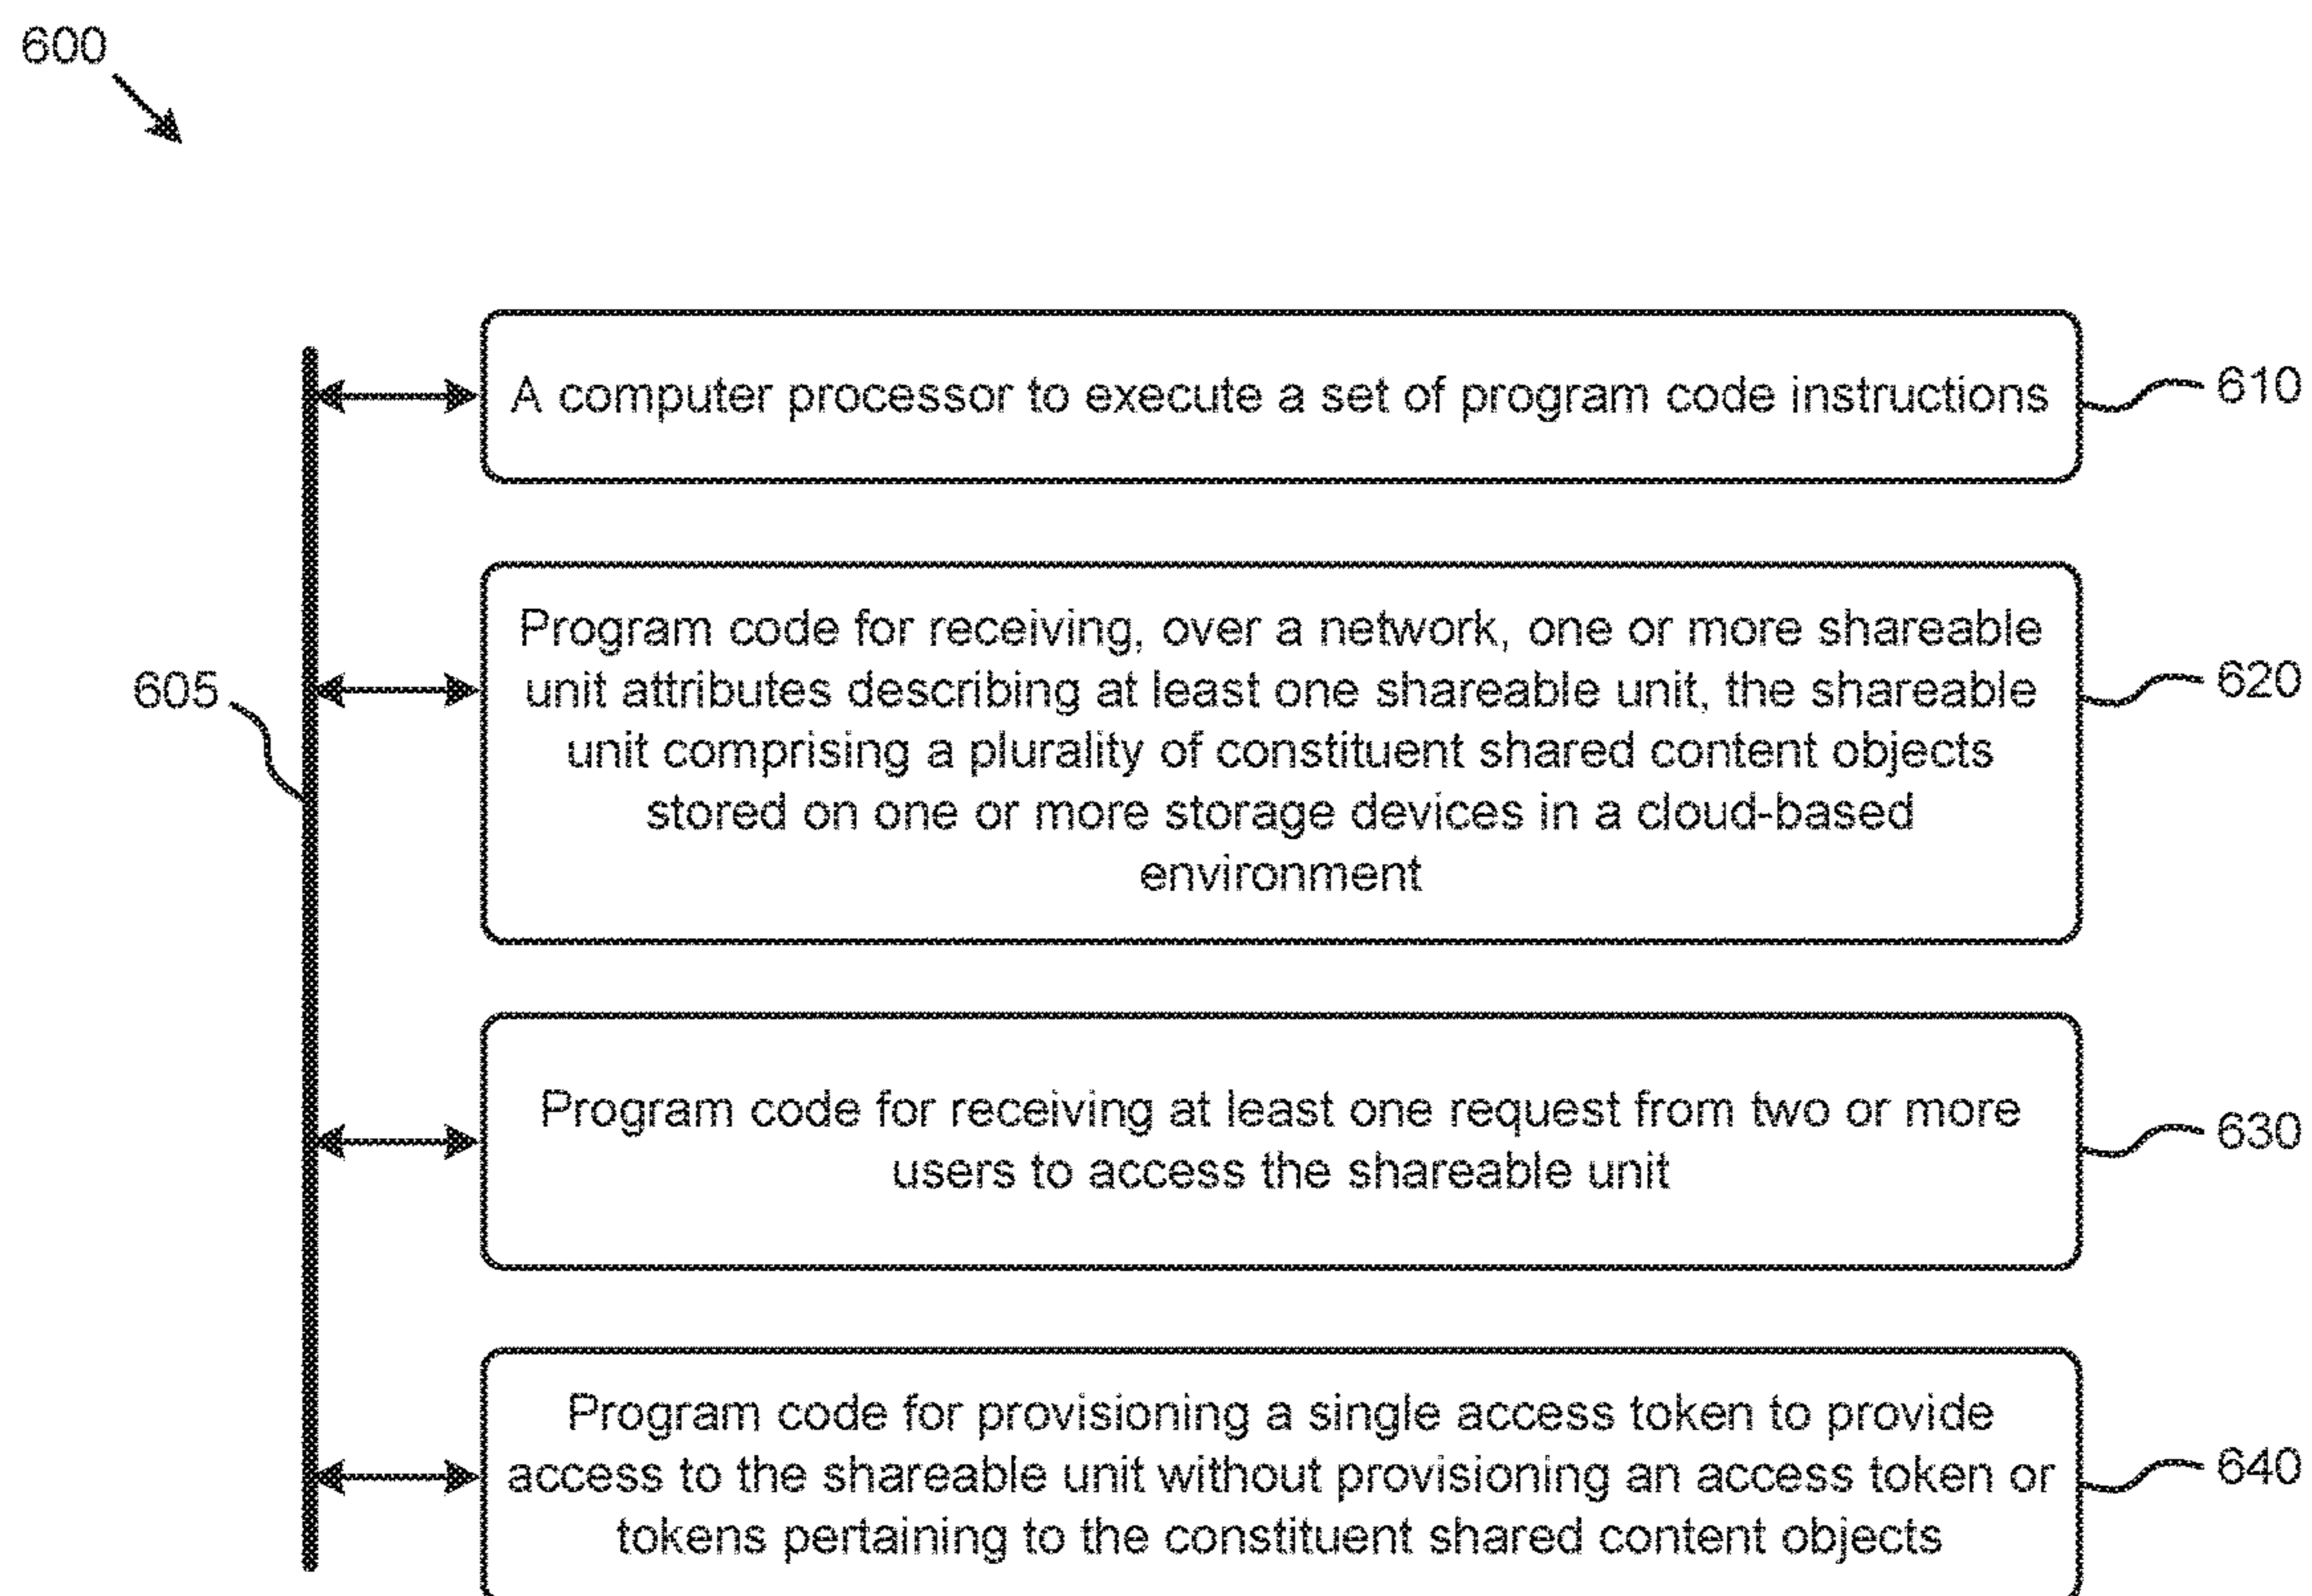 600
A computer processor to execute a set of program code instructions
610
Program code for receiving, over a network, one or more shareable
unit attributes describing at least one shareable unit, the shareable
unit comprising a plurality of constituent shared content objects
stored on one or more storage devices in a cloud-based
environment
605
620
Program code for receiving at least one request from two or more
users to access the shareable unit
630
Program code for provisioning a single access token to provide
access to the shareable unit without provisioning an access token or
tokens pertaining to the constituent shared content objects
640